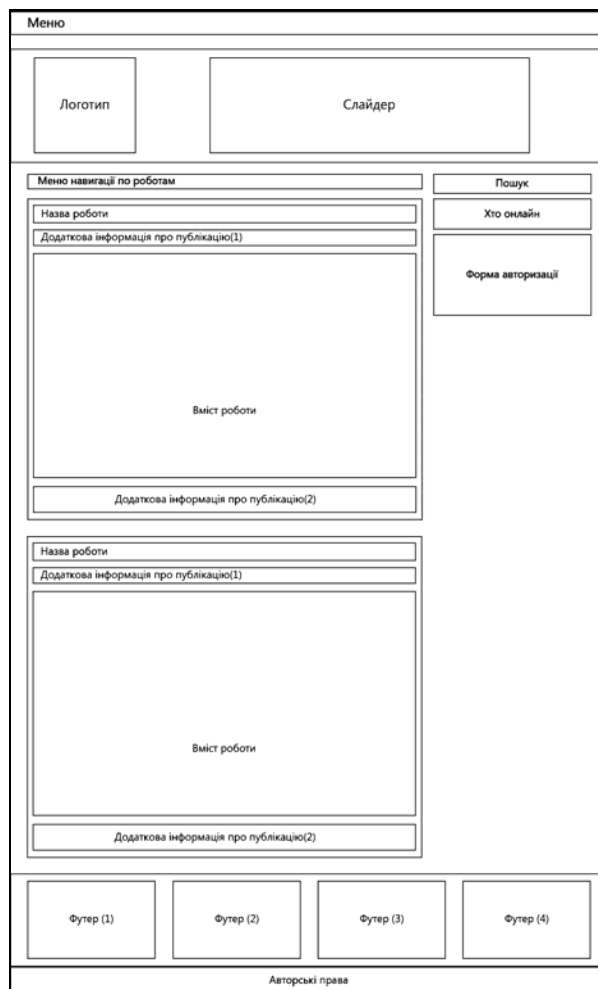 Меню
Логотип
Слайдер
Меню навигації по роботам
Пошук
Назва роботи
Хто онлайн
Додаткова інформація про публікацію(1)
Форма авторизації
Вміст роботи
Додаткова інформація про публікацію(2)
Назва роботи
Додаткова інформація про публікацію(1)
Вміст роботи
Додаткова інформація про публікацію(2)
Футер (1)
Футер (2)
Футер (3)
Футер (4)
Авторські права